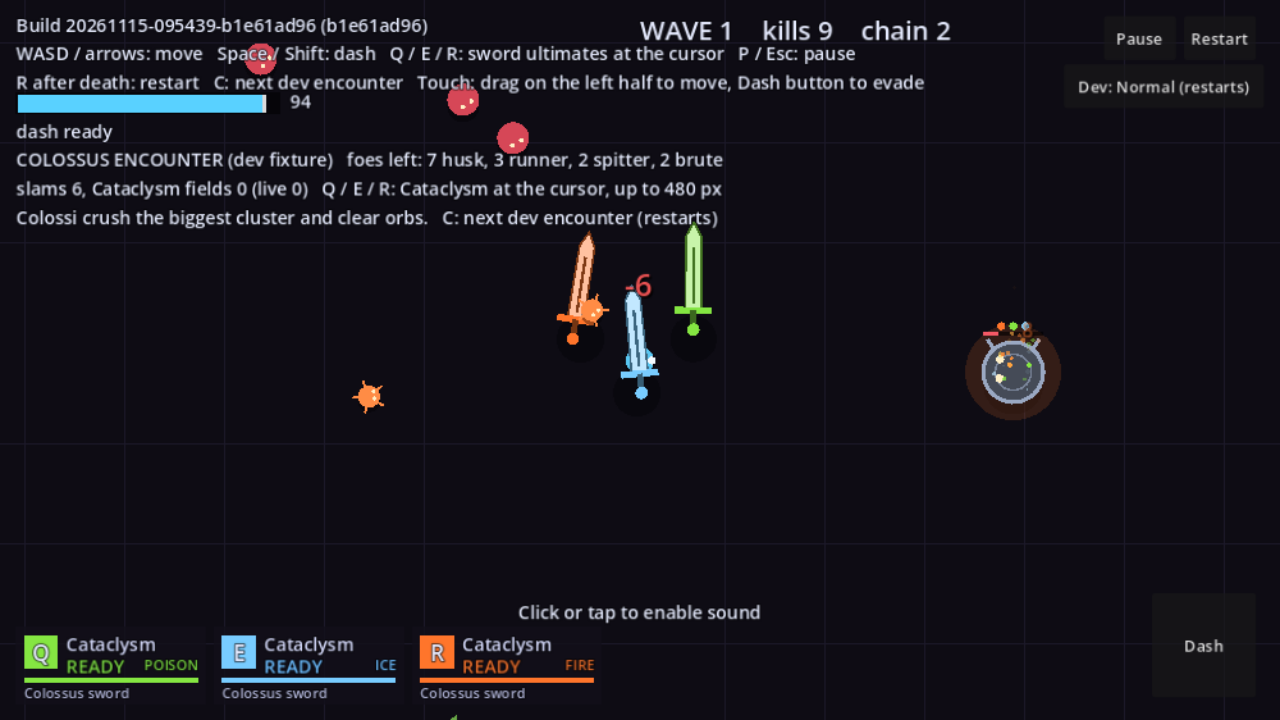 Build 20261115-095439-b1e61ad96 (b1e61ad96)
WAVE 1 kills 9 chain 2
Pause
Restart
WASD / arrows: move Space / Shift: dash Q / E / R: sword ultimates at the cursor P / Esc: pause
R after death: restart C: next dev encounter Touch: drag on the left half to move, Dash button to evade
Dev: Normal (restarts)
94
dash ready
COLOSSUS ENCOUNTER (dev fixture) foes left: 7 husk, 3 runner, 2 spitter, 2 brute
slams 6, Cataclysm fields 0 (live 0) Q / E / R: Cataclysm at the cursor, up to 480 px
Colossi crush the biggest cluster and clear orbs. C: next dev encounter (restarts)
-6
Click or tap to enable sound
Q Cataclysm
READY POISON
Colossus sword
E Cataclysm
READY ICE
Colossus sword
R Cataclysm
READY FIRE
Colossus sword
Dash